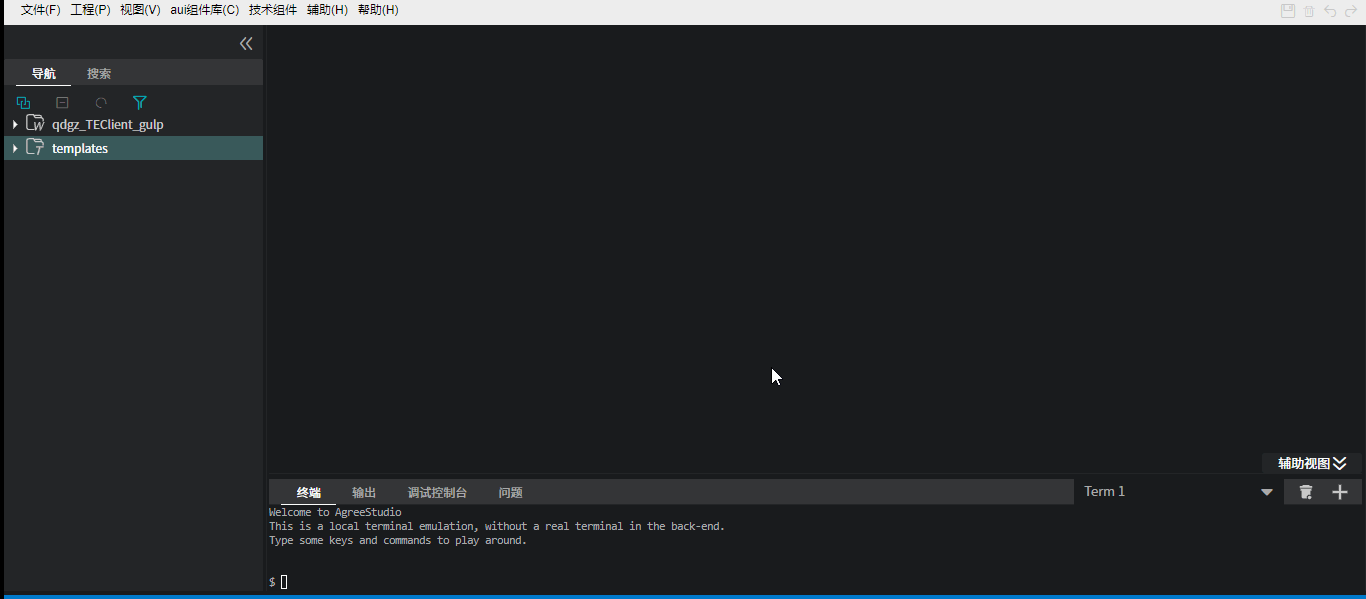 文件(F) 工程(P) 视图(V) aui组件库(C) 技术组件 辅助(H) 帮助(H)
导航 搜索
qdgz_TEClient_gulp
templates
辅助视图
终端 输出 调试控制台 问题 Term 1
Welcome to AgreeStudio
This is a local terminal emulation, without a real terminal in the back-end.
Type some keys and commands to play around.
$